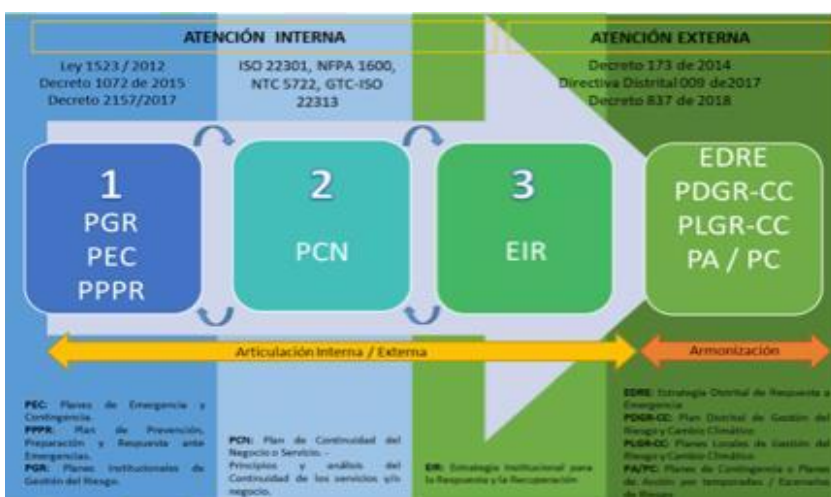 ATENCIÓN INTERNA
ATENCIÓN EXTERNA
Ley 1523 / 2012
Decreto 1072 de 2015
Decreto 2157/2017
ISO 22301, NFPA 1600,
NTC 5722, GTC-ISO
22313
Decreto 173 de 2014
Directiva Distrital 009 de2017
Decreto 837 de 2018
1
PGR
PEC
PPPR
2
PCN
3
EIR
EDRE
PDGR-CC
PLGR-CC
PA / PC
Articulación Interna / Externa
Armonización
PEC: Planes de Emergencia y
Contingencia.
PPPR: Plan de Prevención,
Preparación y Respuesta ante
Emergencias.
PGR: Planes Institucionales de
Gestión del Riesgo.
PCN: Plan de Continuidad del
Negocio o Servicio. -
Principios y análisis del
Continuidad de los servicios y/o
negocio.
EIR: Estrategia Institucional para
la Respuesta y la Recuperación
EDRE: Estrategia Distrital de Respuesta a
Emergencia
PDGR-CC: Plan Distrital de Gestión del
Riesgo y Cambio Climático
PLGR-CC: Planes Locales de Gestión del
Riesgo y Cambio Climático
PA/PC: Planes de Contingencia o Planes
de Acción por temporadas / Escenarios
de Riesgo